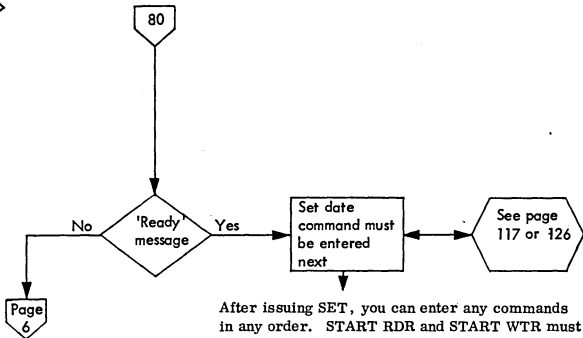 80
'Ready'
message
No
Yes
Set date
command must
be entered
next
See page
117 or 126
Page
6
After issuing SET, you can enter any commands
in any order. START RDR and START WTR must